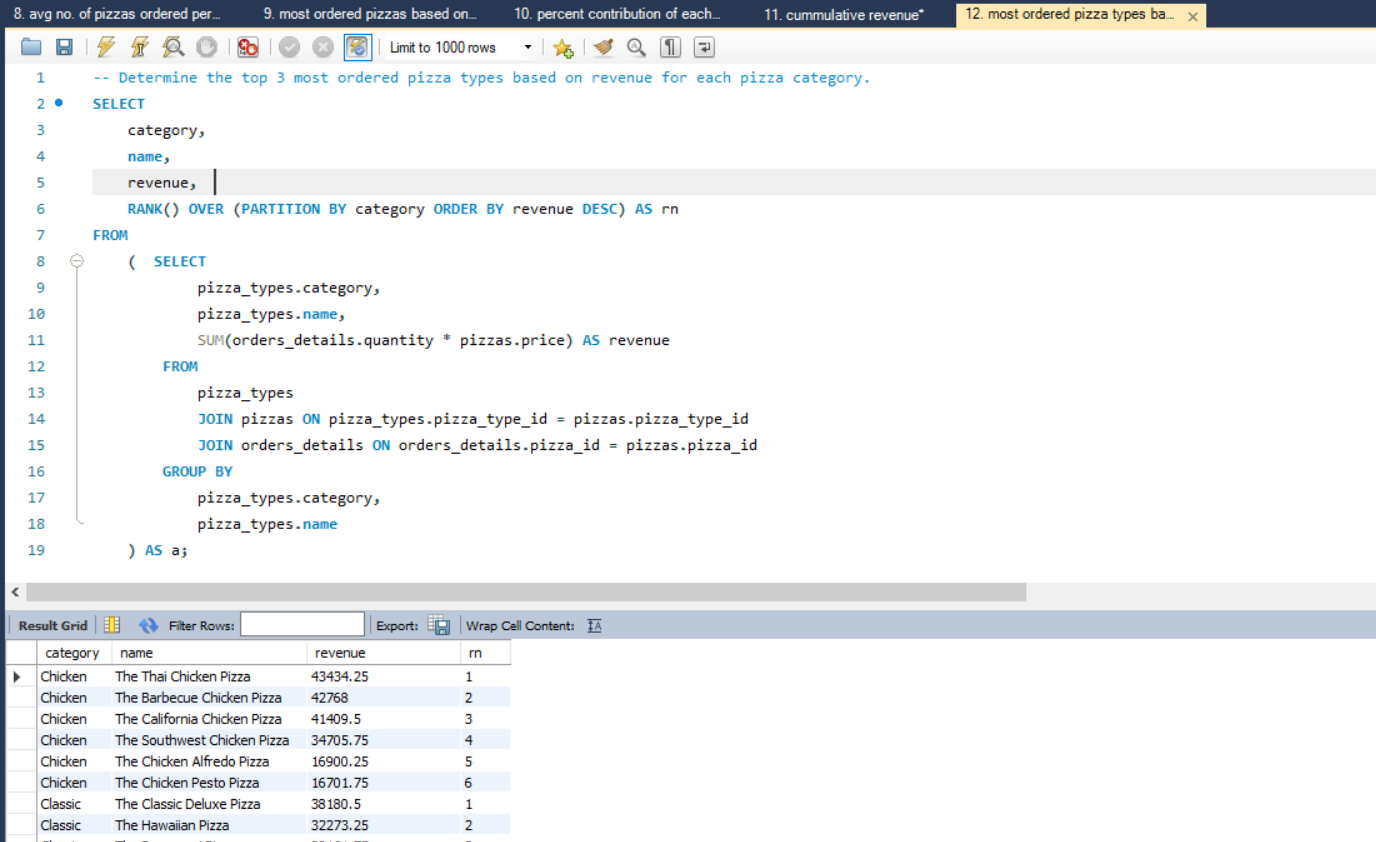 8. avg no. of pizzas ordered per... 9. most ordered pizzas based on... 10. percent contribution of each... 11. cummulative revenue* 12. most ordered pizza types ba...
Limit to 1000 rows
1 -- Determine the top 3 most ordered pizza types based on revenue for each pizza category.
2 SELECT
3 category,
4 name,
5 revenue,
6 RANK() OVER (PARTITION BY category ORDER BY revenue DESC) AS rn
7 FROM
8 ( SELECT
9 pizza_types.category,
10 pizza_types.name,
11 SUM(orders_details.quantity * pizzas.price) AS revenue
12 FROM
13 pizza_types
14 JOIN pizzas ON pizza_types.pizza_type_id = pizzas.pizza_type_id
15 JOIN orders_details ON orders_details.pizza_id = pizzas.pizza_id
16 GROUP BY
17 pizza_types.category,
18 pizza_types.name
19 ) AS a;
Result Grid Filter Rows: Export: Wrap Cell Content: IA
category name revenue rn
Chicken The Thai Chicken Pizza 43434.25 1
Chicken The Barbecue Chicken Pizza 42768 2
Chicken The California Chicken Pizza 41409.5 3
Chicken The Southwest Chicken Pizza 34705.75 4
Chicken The Chicken Alfredo Pizza 16900.25 5
Chicken The Chicken Pesto Pizza 16701.75 6
Classic The Classic Deluxe Pizza 38180.5 1
Classic The Hawaiian Pizza 32273.25 2